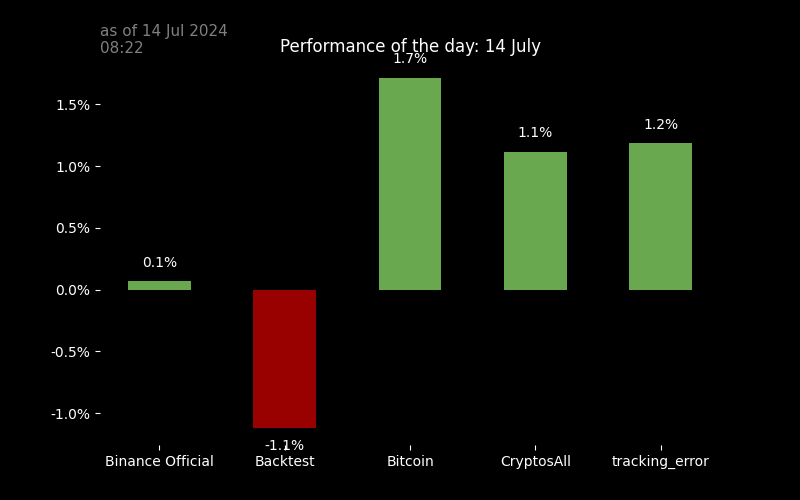 as of 14 Jul 2024
08:22
Performance of the day: 14 July
1.7%
1.5%
1.2%
1.1%
1.0%
0.5%
0.1%
0.0%
-0.5%
-1.0%
-1.1%
Binance Official
Backtest
Bitcoin
CryptosAll
tracking_error